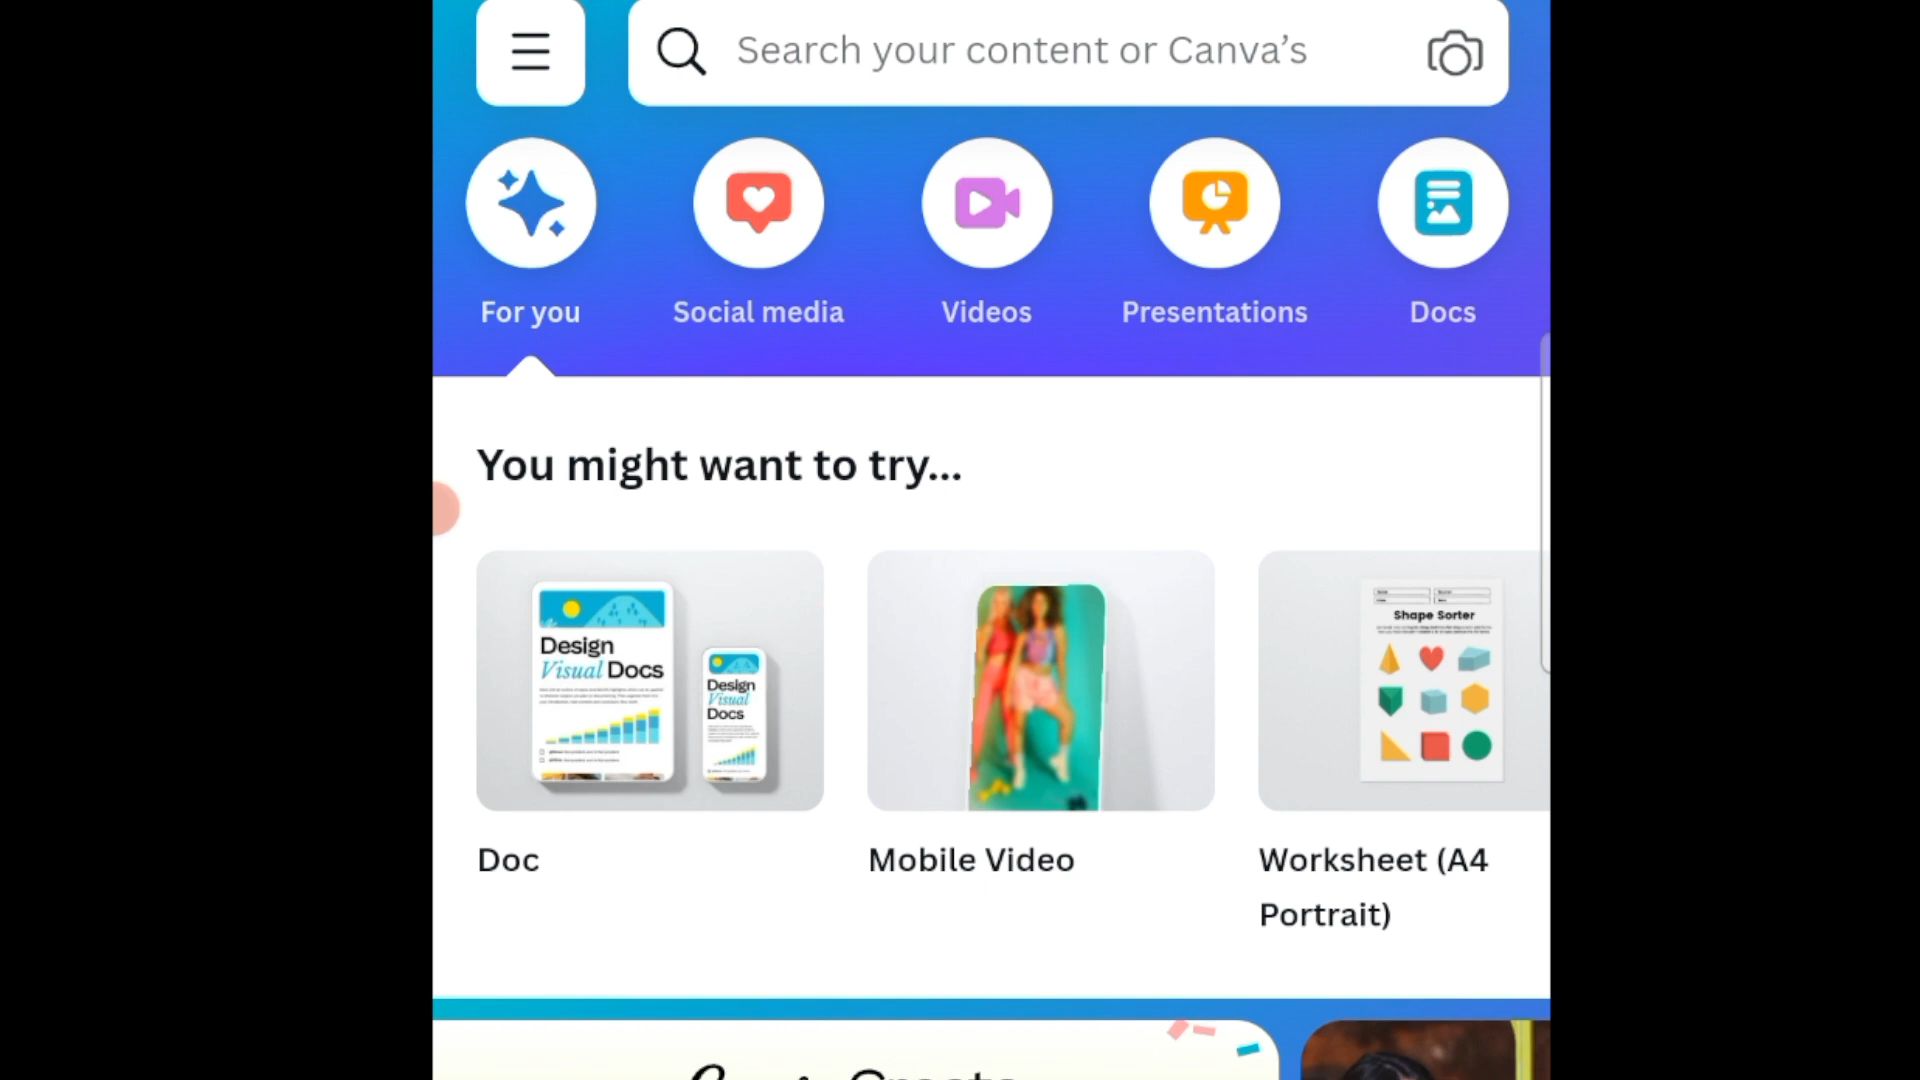 Search your content or Canva’s
For you
Social media
Videos
Presentations
Docs
You might want to try...
Design
Visual Docs
Design
Visual
Docs
Shape Sorter
Doc
Mobile Video
Worksheet (A4
Portrait)
Create